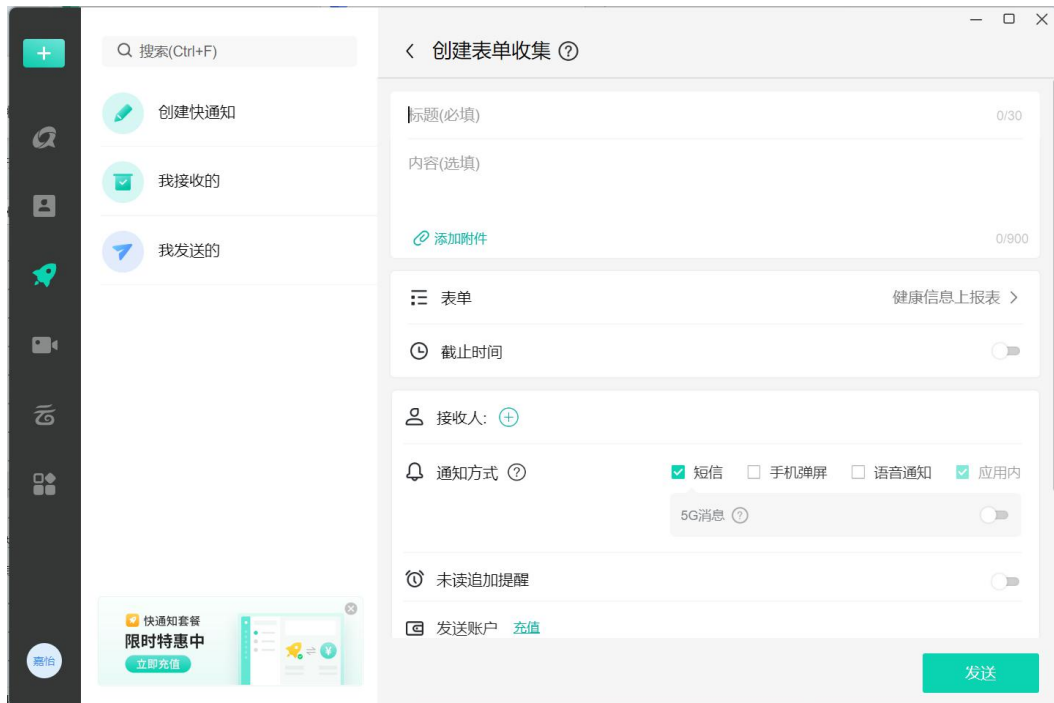 搜索(Ctrl+F)
创建快通知
我接收的
我发送的
快通知套餐
限时特惠中
立即充值
嘉怡
创建表单收集
标题(必填)
0/30
内容(选填)
添加附件
0/900
表单
健康信息上报表
截止时间
接收人:
通知方式
短信
手机弹屏
语音通知
应用内
5G消息
未读追加提醒
发送账户 充值
发送